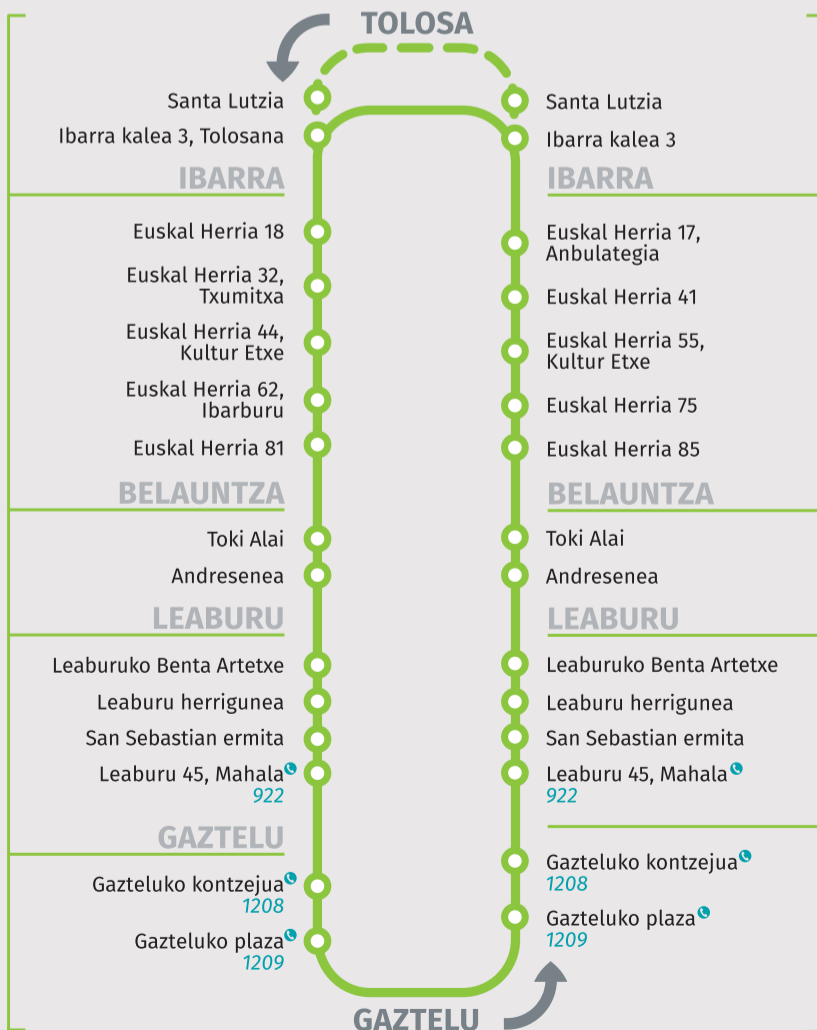 TOLOSA
Santa Lutzia
Ibarra kalea 3, Tolosana
IBARRA
Euskal Herria 18
Euskal Herria 32,
Txumitxa
Euskal Herria 44,
Kultur Etxe
Euskal Herria 62,
Ibarburu
Euskal Herria 81
BELAUNTZA
Toki Alai
Andresenea
LEABURU
Leaburuko Benta Artetxe
Leaburu herrigunea
San Sebastian ermita
Leaburu 45, Mahala
922
GAZTELU
Gazteluko kontzejua
1208
Gazteluko plaza
1209
Santa Lutzia
Ibarra kalea 3
IBARRA
Euskal Herria 17,
Anbulategia
Euskal Herria 41
Euskal Herria 55,
Kultur Etxe
Euskal Herria 75
Euskal Herria 85
BELAUNTZA
Toki Alai
Andresenea
LEABURU
Leaburuko Benta Artetxe
Leaburu herrigunea
San Sebastian ermita
Leaburu 45, Mahala
922
Gazteluko kontzejua
1208
Gazteluko plaza
1209
GAZTELU